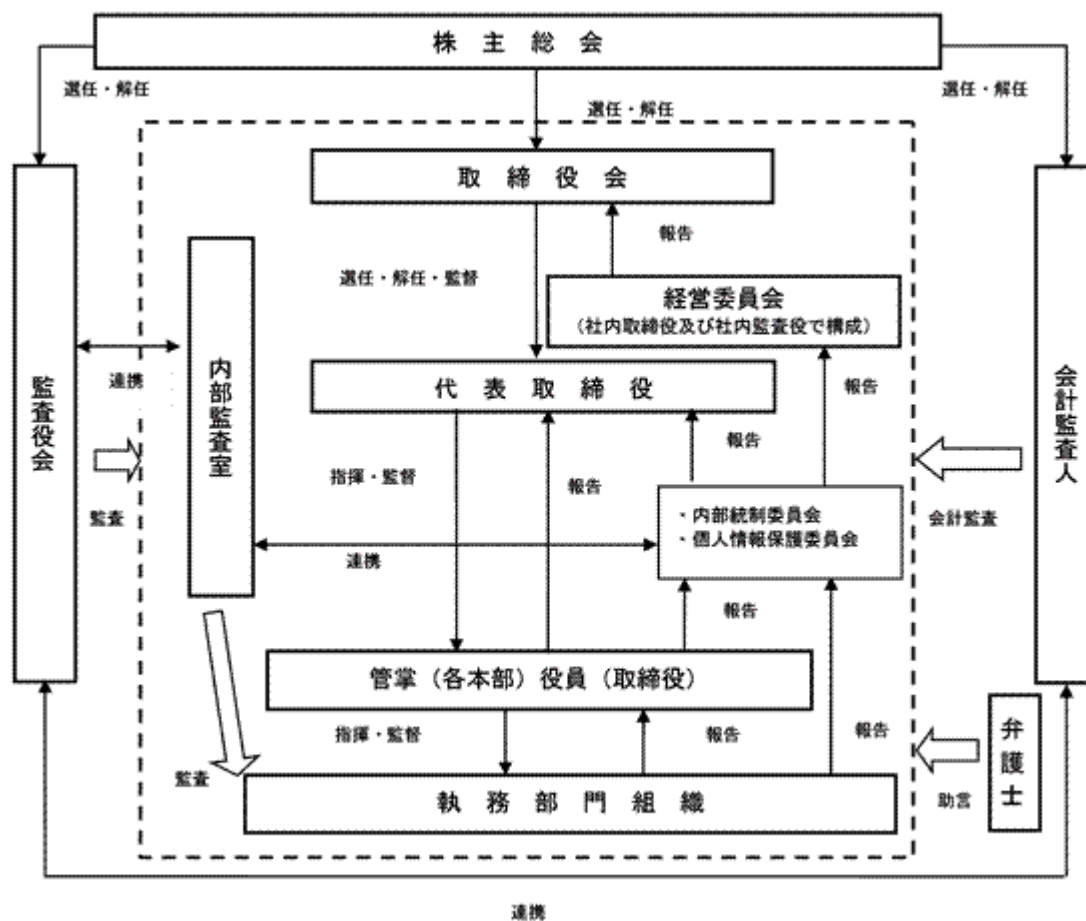 株主総会
選任・解任
選任・解任
選任・解任
取締役会
報告
選任・解任・監督
経営委員会
（社内取締役及び社内監査役で構成）
監査役会
連携
内部監査室
代表取締役
報告
会計監査人
報告
指揮・監督
報告
監査
・内部統制委員会
・個人情報保護委員会
会計監査
連携
報告
管掌（各本部）役員（取締役）
指揮・監督
報告
報告
弁護士
監査
執務部門組織
助言
連携